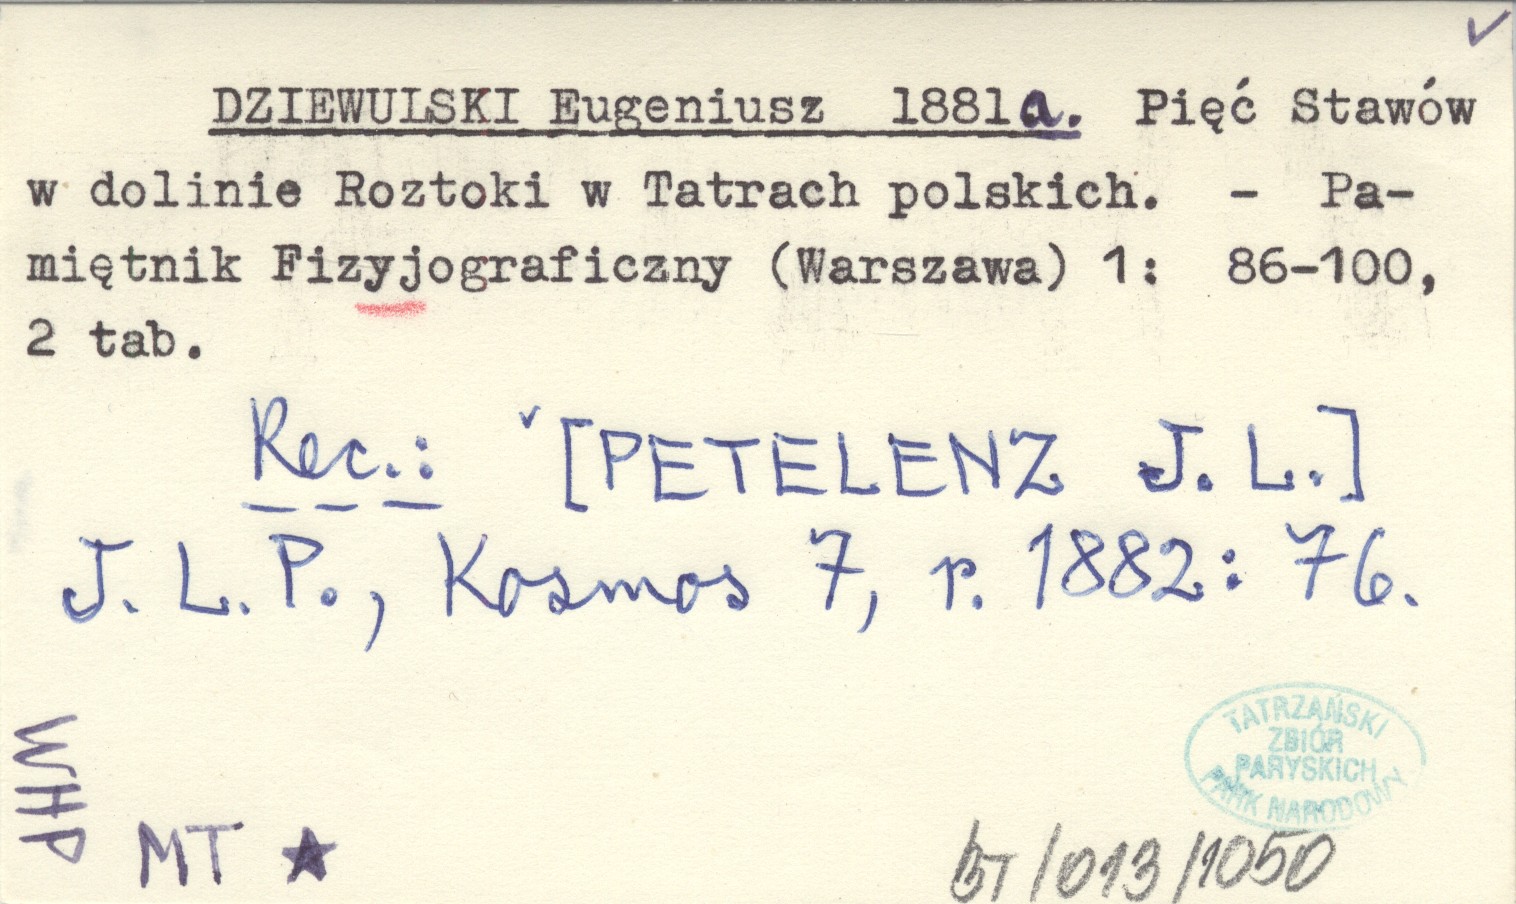 DZIEWULSKI Eugeniusz 1881a. Pięć Stawów
w dolinie Roztoki w Tatrach polskich. - Pa-
miętnik Fizyjograficzny (Warszawa) 1: 86-100,
2 tab.
Rec.: [PETELENZ J. L.]
J. L. P., Kosmos 7, r. 1882: 76.
WHP
MT ★
TATRZAŃSKI
ZBIÓR
PARYSKICH
PARK NARODOWY
bT/013/1050